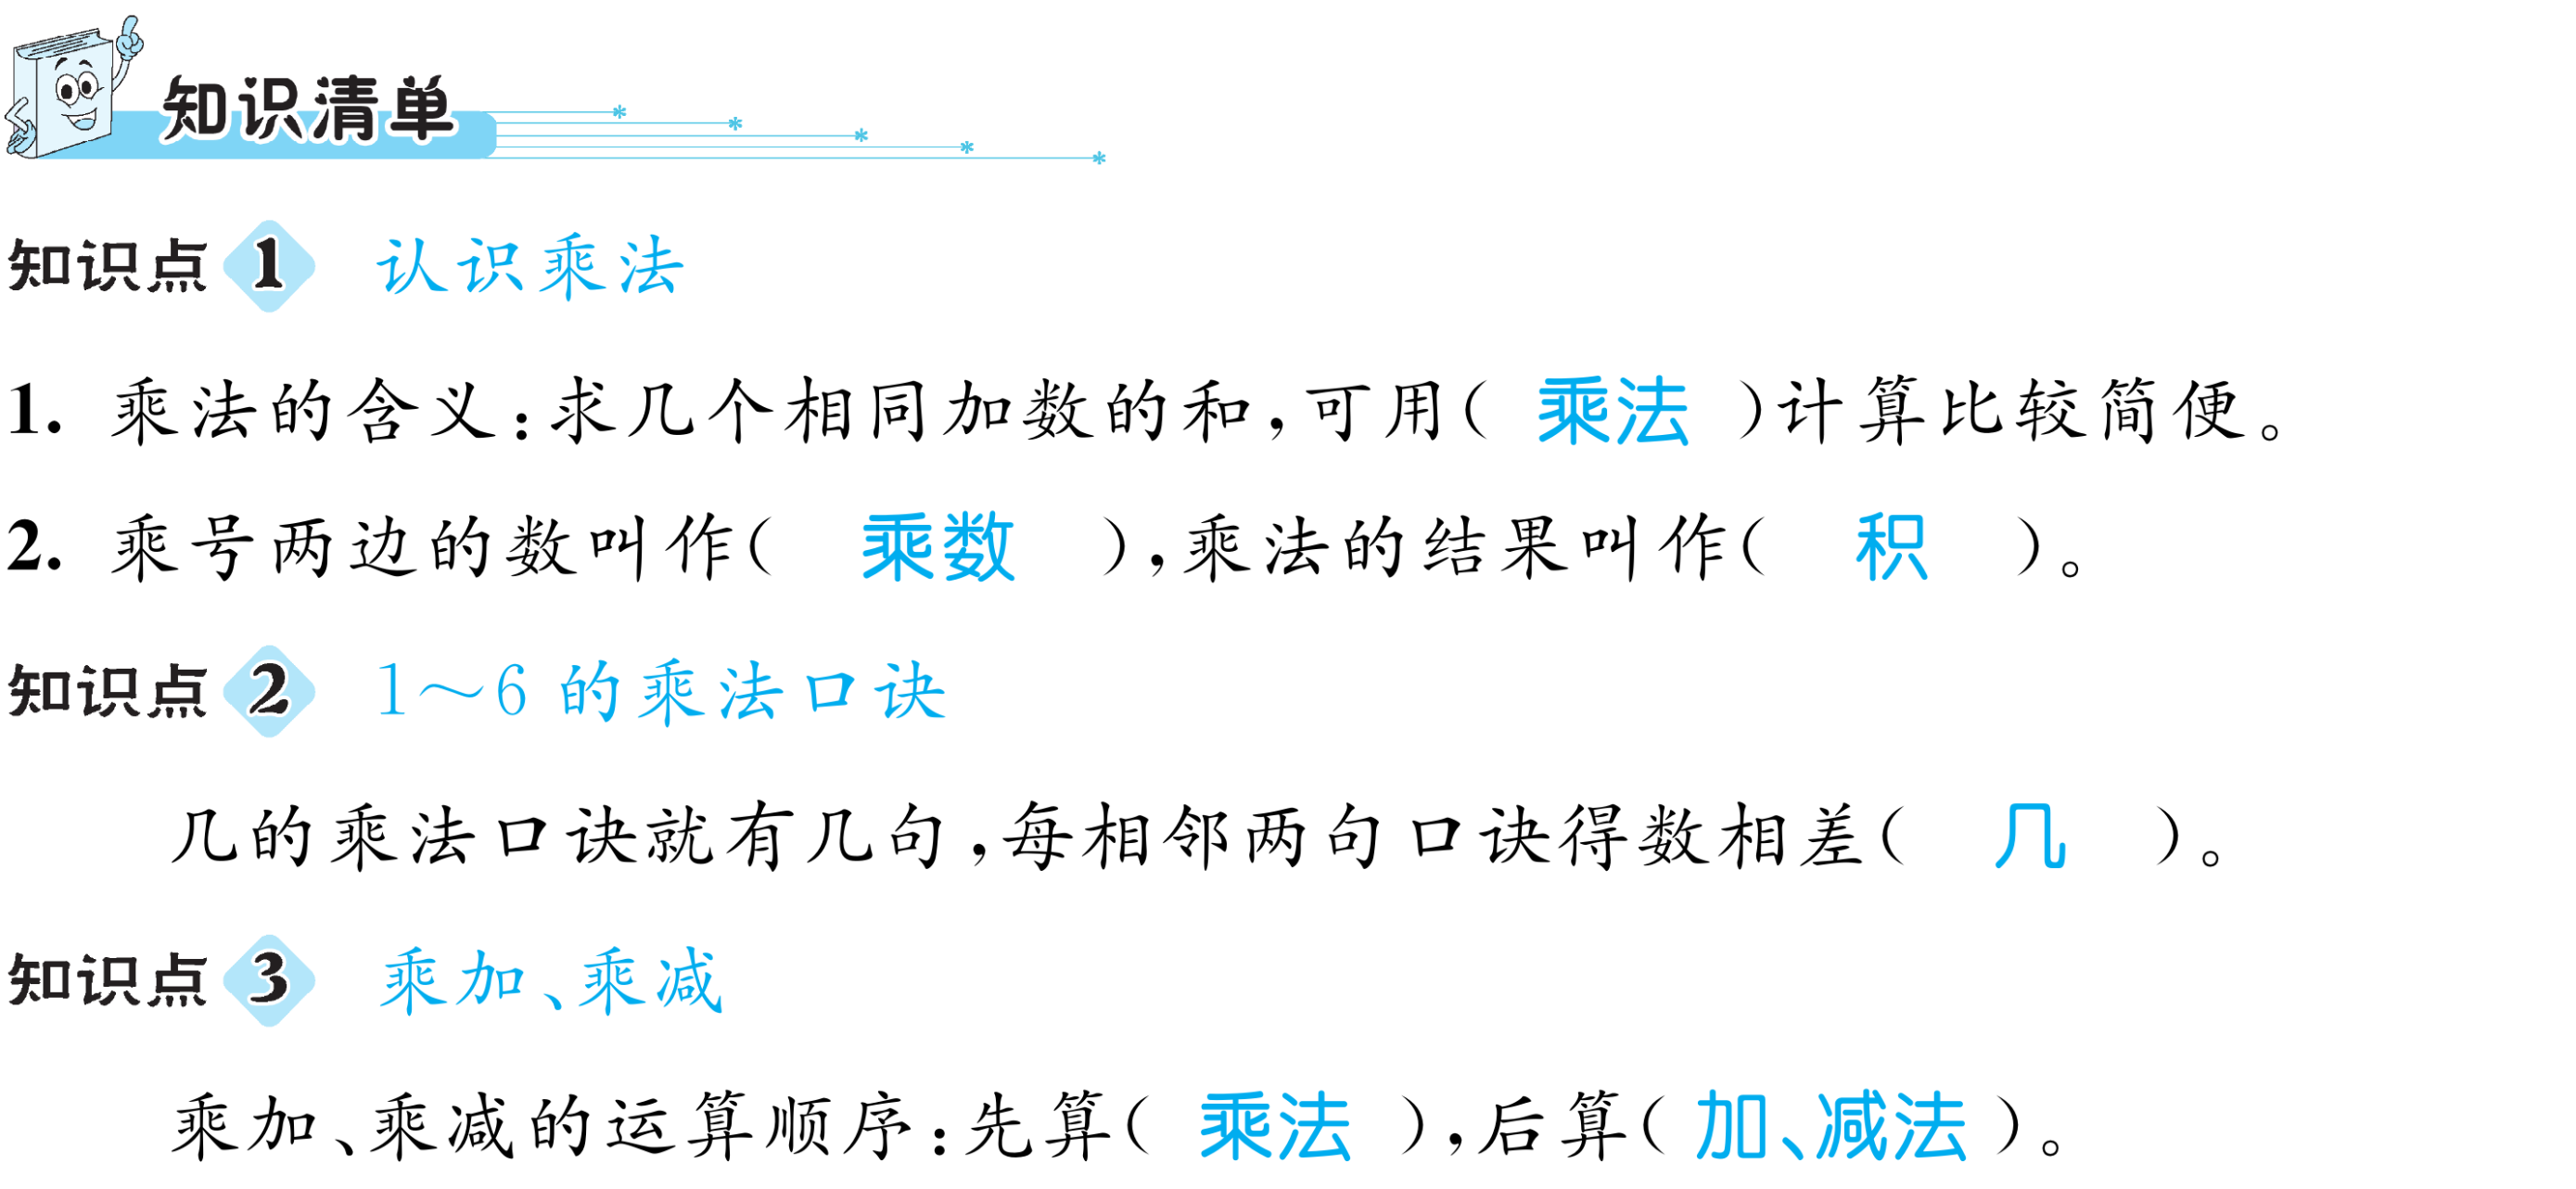 知识清单
知识点 1 认识乘法
1. 乘法的含义:求几个相同加数的和,可用( 乘法 )计算比较简便。
2. 乘号两边的数叫作( 乘数 ),乘法的结果叫作( 积 )。
知识点 2 1～6 的乘法口诀
几的乘法口诀就有几句,每相邻两句口诀得数相差( 几 )。
知识点 3 乘加、乘减
乘加、乘减的运算顺序:先算( 乘法 ),后算( 加、减法 )。